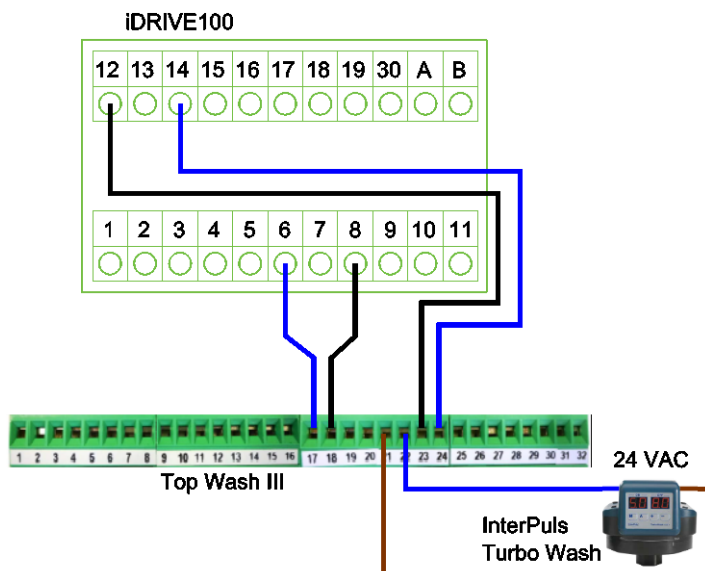 iDRIVE100
12 13 14 15 16 17 18 19 30 A B
1 2 3 4 5 6 7 8 9 10 11
1 2 3 4 5 6 7 8 9 10 11 12 13 14 15 16 17 18 19 20 21 22 23 24 25 26 27 28 29 30 31 32
Top Wash III
24 VAC
InterPuls
Turbo Wash